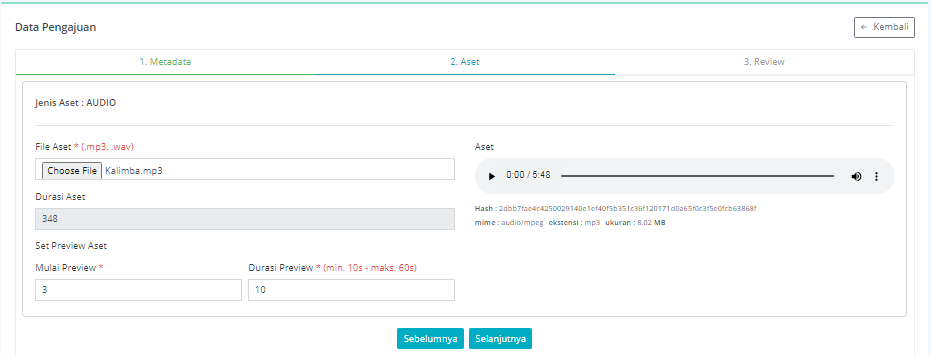 Data Pengajuan
← Kembali
1. Metadata
2. Aset
3. Review
Jenis Aset : AUDIO
File Aset * (.mp3, .wav)
Choose File Kalimba.mp3
Durasi Aset
348
Set Preview Aset
Mulai Preview *
Durasi Preview * (min. 10s - maks. 60s)
3
10
Aset
0:00 / 5:48
Hash : 2dbb7fae4c4250029140e1ef40f5b351c36f120171d0a65f0c3f5e0fcb63868f
mime : audio/mpeg ekstensi : mp3 ukuran : 8.02 MB
Sebelumnya
Selanjutnya